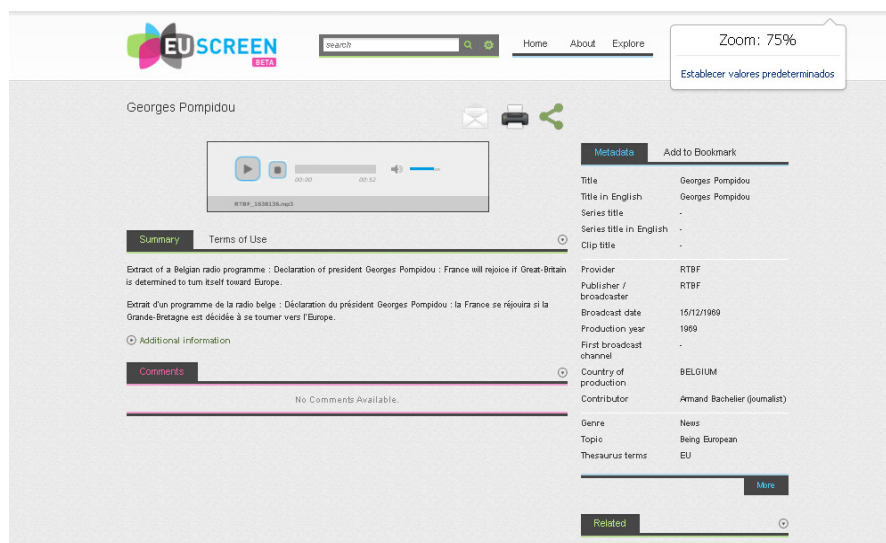 EUSCREEN
BETA
search
Home About Explore
Zoom: 75%
Establecer valores predeterminados
Georges Pompidou
00:00 00:52
RTBF_1638136.mp3
Summary Terms of Use
Extract of a Belgian radio programme : Declaration of president Georges Pompidou : France will rejoice if Great-Britain
is determined to turn itself toward Europe.
Extrait d'un programme de la radio belge : Déclaration du président Georges Pompidou : la France se réjouira si la
Grande-Bretagne est décidée à se tourner vers l'Europe.
Additional information
Comments
No Comments Available.
Metadata Add to Bookmark
Title Georges Pompidou
Title in English Georges Pompidou
Series title -
Series title in English -
Clip title -
Provider RTBF
Publisher / RTBF
broadcaster
Broadcast date 15/12/1969
Production year 1969
First broadcast -
channel
Country of BELGIUM
production
Contributor Armand Bachelier (journalist)
Genre News
Topic Being European
Thesaurus terms EU
More
Related